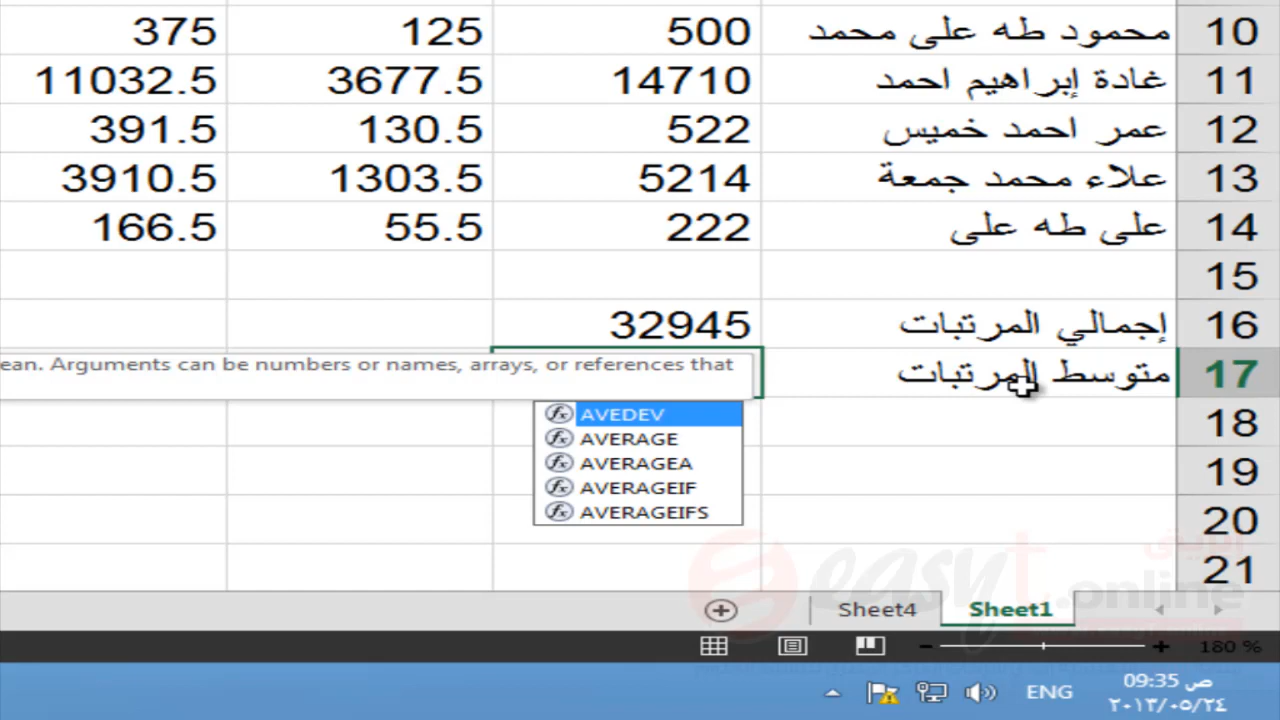 10 محمود طه على محمد 500 125 375
11 غادة إبراهيم احمد 14710 3677.5 11032.5
12 عمر احمد خميس 522 130.5 391.5
13 علاء محمد جمعة 5214 1303.5 3910.5
14 على طه على 222 55.5 166.5
15
16 إجمالي المرتبات 32945
17 متوسط المرتبات
ean. Arguments can be numbers or names, arrays, or references that
AVEDEV
AVERAGE
AVERAGEA
AVERAGEIF
AVERAGEIFS
18
19
20
21
easyt.online
Sheet4 Sheet1
180 %
ENG
09:35 ص
٢٠١٣/٠٥/٢٤